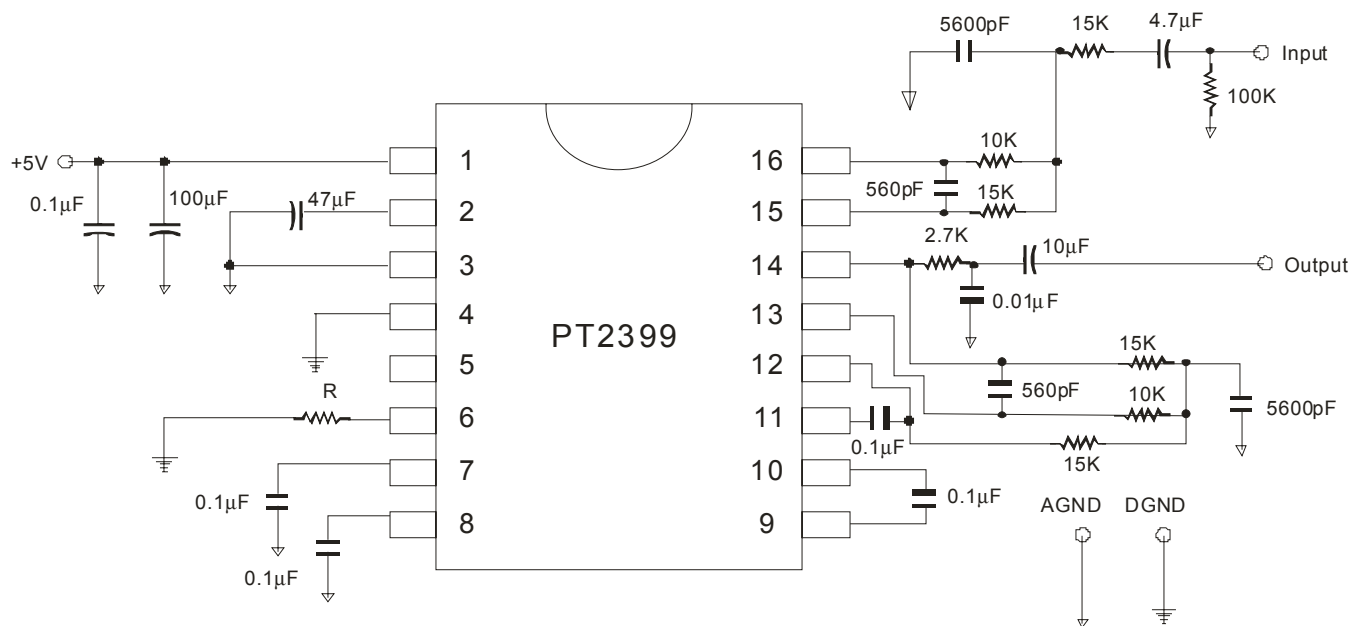 5600pF
15K
4.7μF
Input
100K
+5V
0.1μF
100μF
47μF
1
2
3
4
5
6
7
8
PT2399
16
15
14
13
12
11
10
9
10K
560pF
15K
2.7K
10μF
0.01μF
Output
15K
560pF
10K
15K
5600pF
0.1μF
0.1μF
R
0.1μF
0.1μF
AGND
DGND